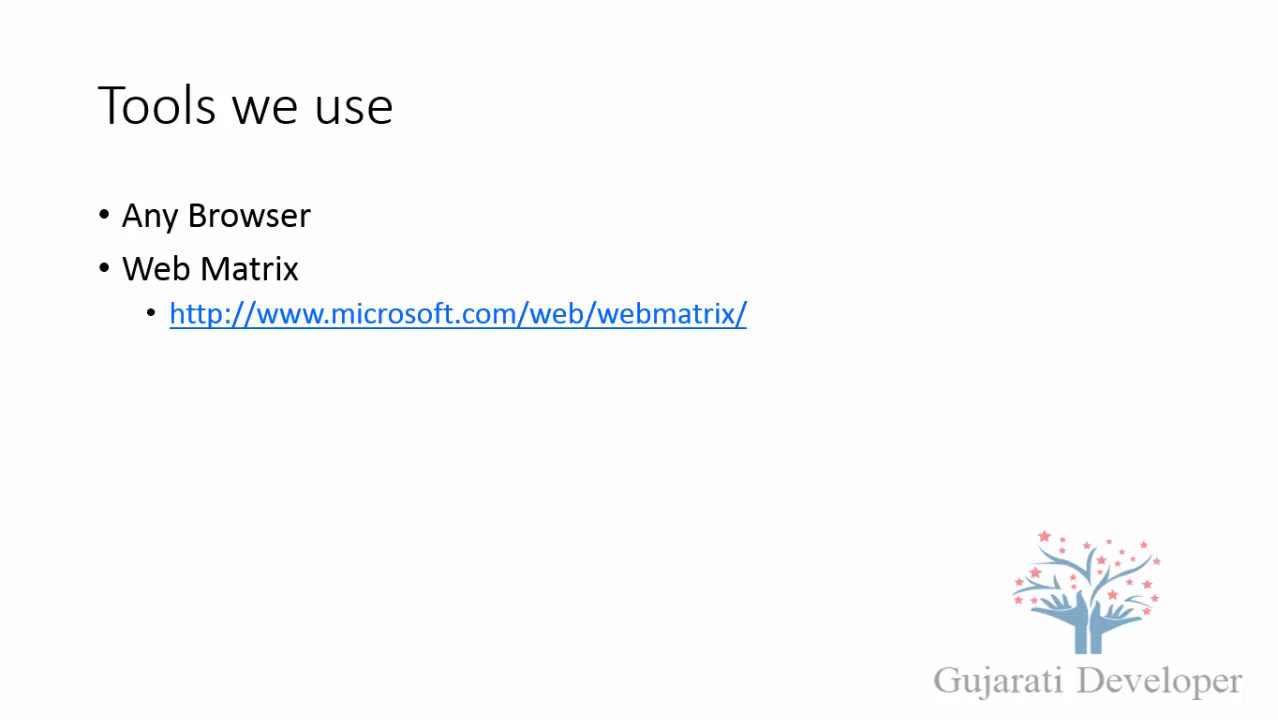 Tools we use
• Any Browser
• Web Matrix
• http://www.microsoft.com/web/webmatrix/
Gujarati Developer